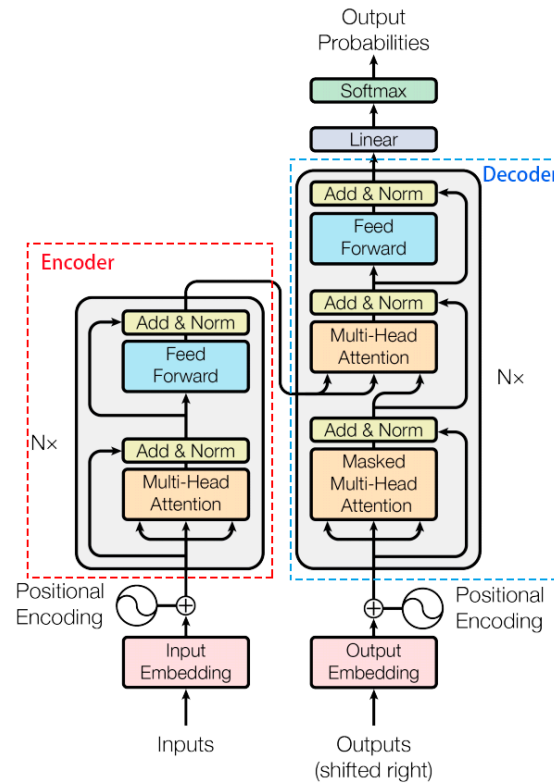 Output
Probabilities
Softmax
Linear
Decoder
Add & Norm
Feed
Forward
Add & Norm
Multi-Head
Attention
N×
Add & Norm
Masked
Multi-Head
Attention
Encoder
Add & Norm
Feed
Forward
N×
Add & Norm
Multi-Head
Attention
Positional
Encoding
Positional
Encoding
Input
Embedding
Output
Embedding
Inputs
Outputs
(shifted right)